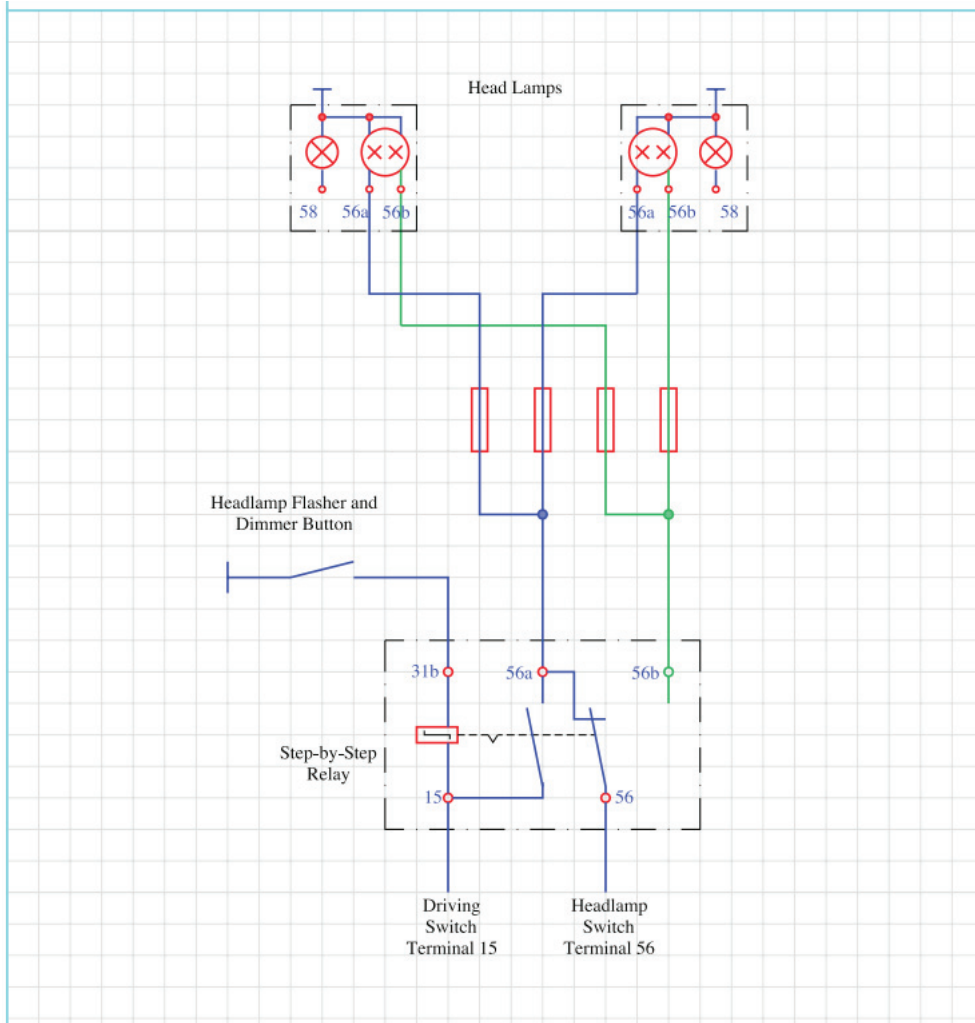 Head Lamps
58 56a 56b
56a 56b 58
Headlamp Flasher and
Dimmer Button
31b
56a
56b
Step-by-Step
Relay
15
56
Driving
Switch
Terminal 15
Headlamp
Switch
Terminal 56